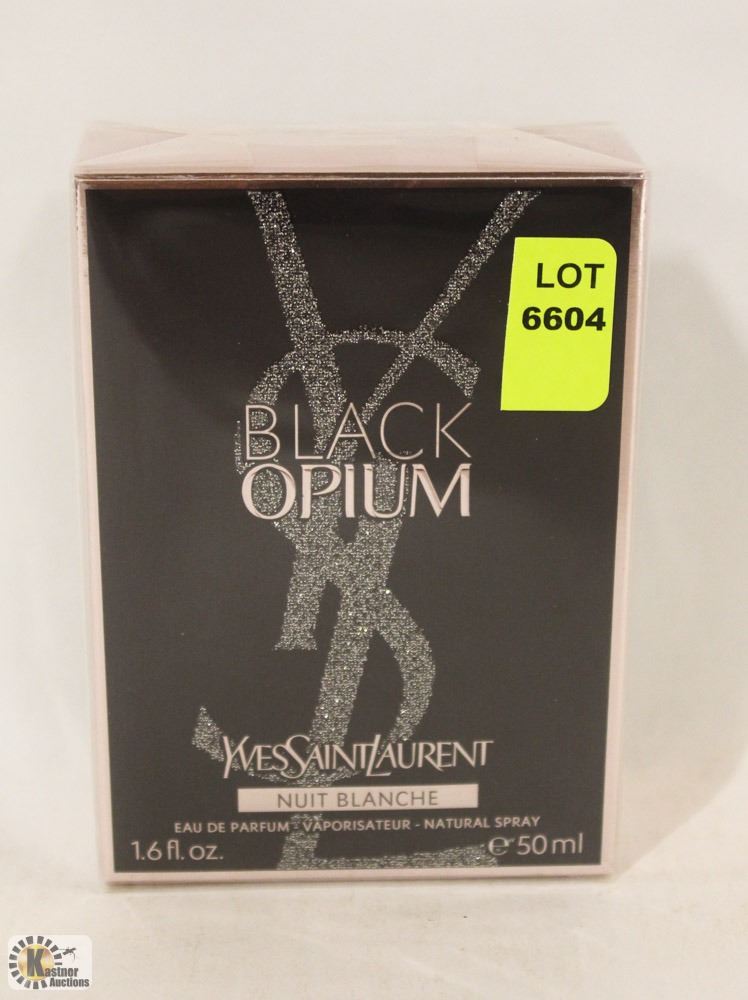 LOT
6604
BLACK
OPIUM
YVESSAINTLAURENT
NUIT BLANCHE
EAU DE PARFUM - VAPORISATEUR - NATURAL SPRAY
1.6 fl. oz. ℮ 50 ml
Kastner
Auctions